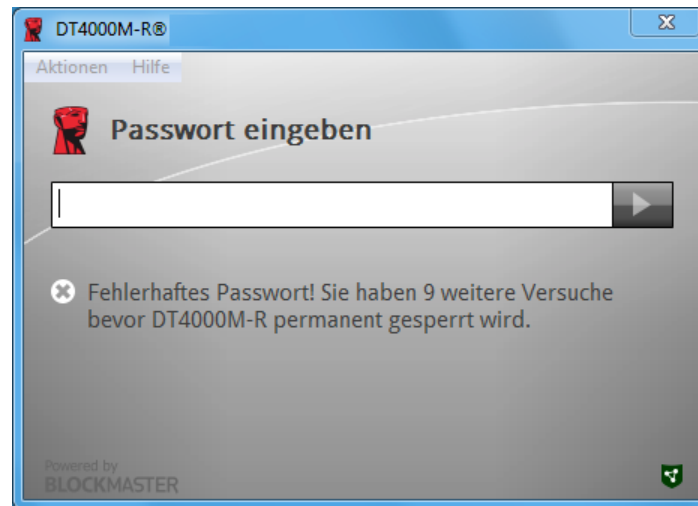 DT4000M-R®
Aktionen Hilfe
Passwort eingeben
Fehlerhaftes Passwort! Sie haben 9 weitere Versuche
bevor DT4000M-R permanent gesperrt wird.
Powered by
BLOCKMASTER